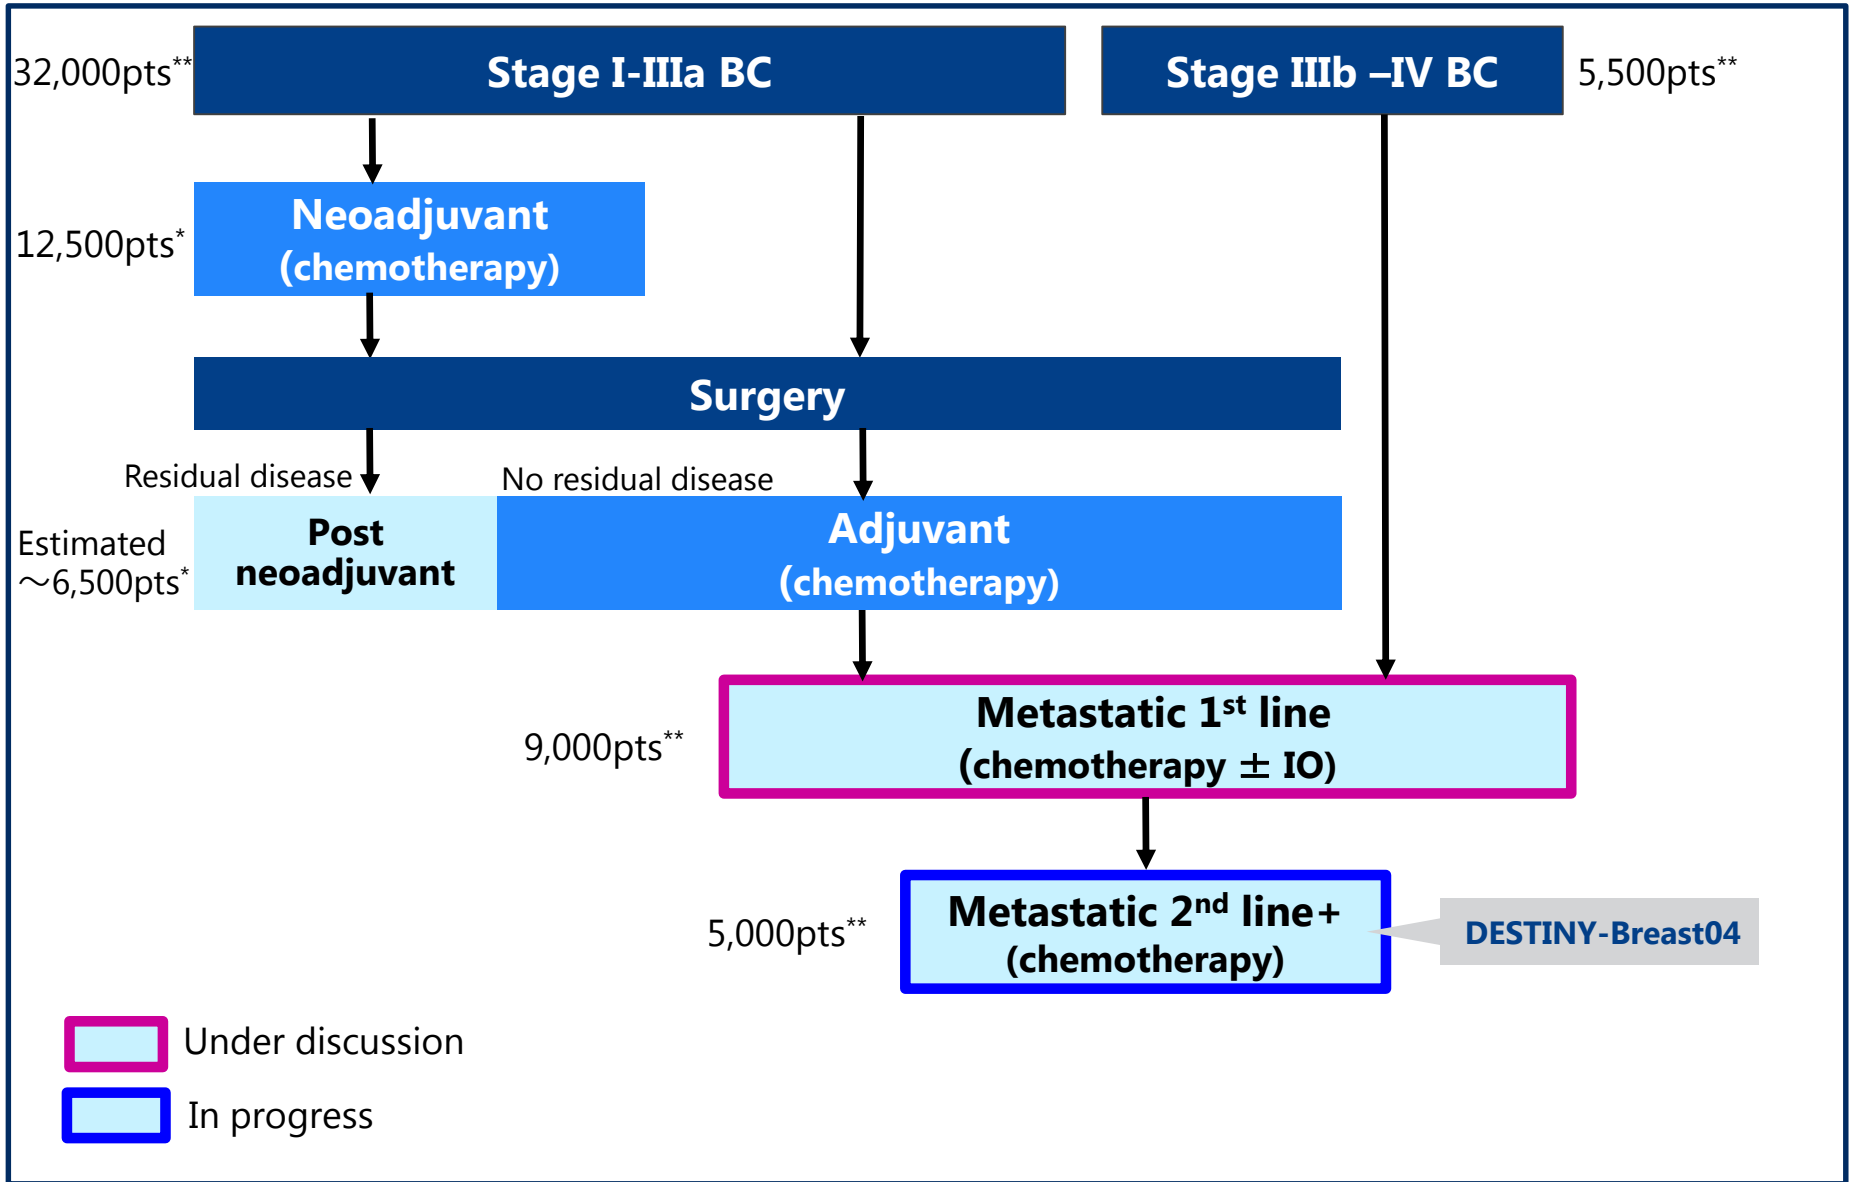 32,000pts**
Stage I-IIIa BC
Stage IIIb –IV BC
5,500pts**
12,500pts*
Neoadjuvant
(chemotherapy)
Surgery
Residual disease
No residual disease
Estimated
～6,500pts*
Post
neoadjuvant
Adjuvant
(chemotherapy)
9,000pts**
Metastatic 1st line
(chemotherapy ± IO)
5,000pts**
Metastatic 2nd line+
(chemotherapy)
DESTINY-Breast04
Under discussion
In progress